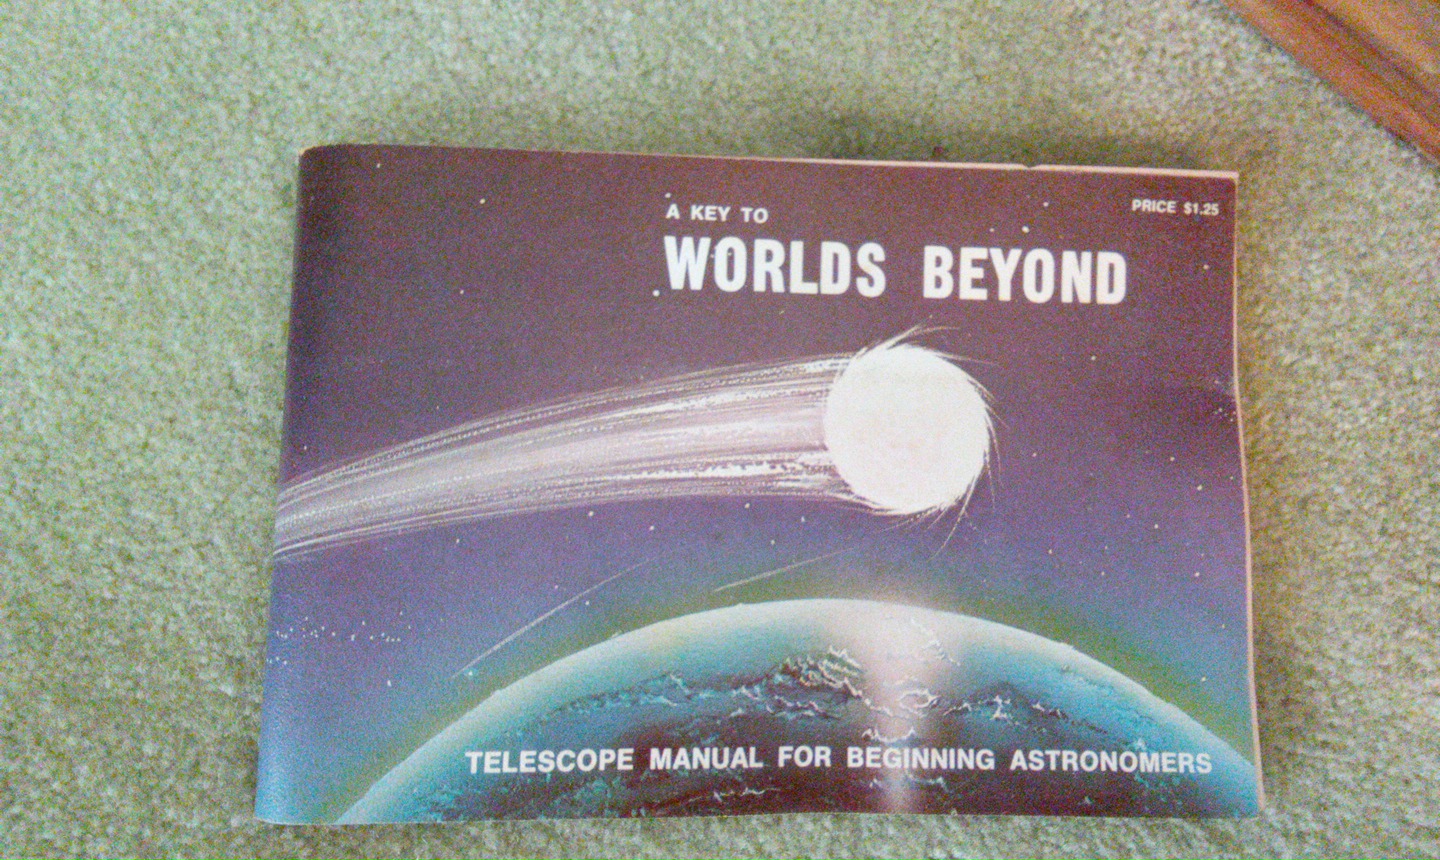 A KEY TO
PRICE $1.25
WORLDS BEYOND
TELESCOPE MANUAL FOR BEGINNING ASTRONOMERS